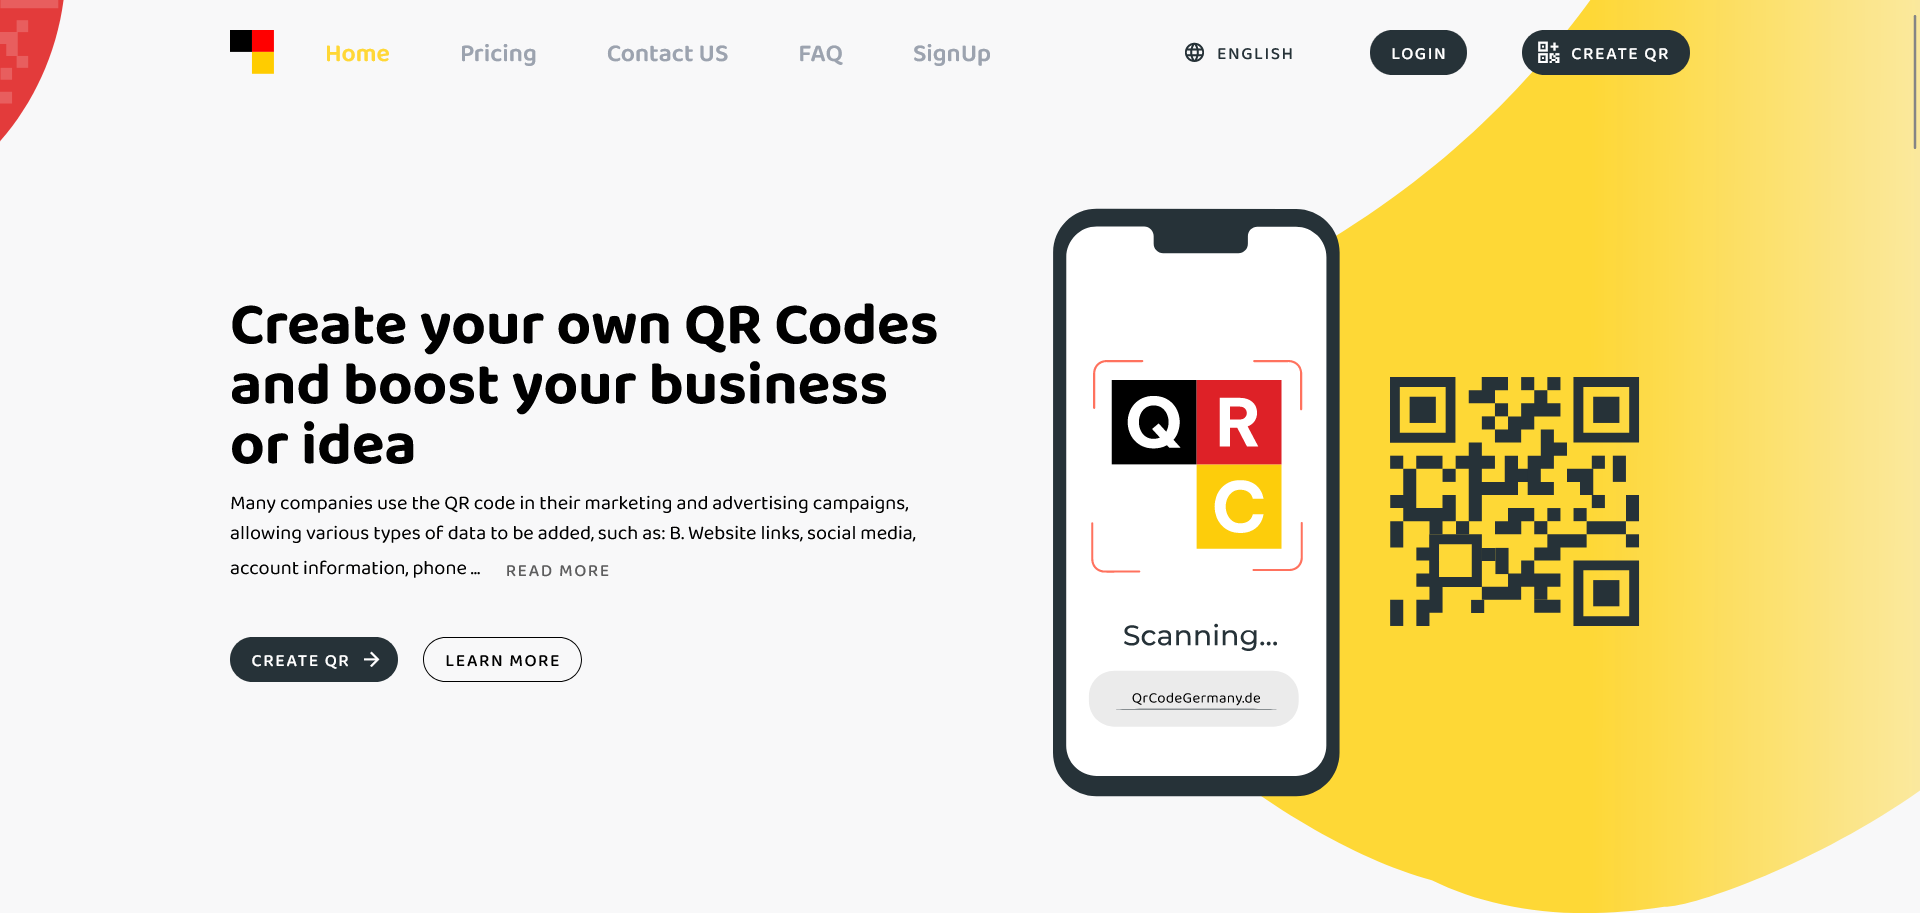 Home Pricing Contact US FAQ SignUp ENGLISH LOGIN CREATE QR
Create your own QR Codes
and boost your business
or idea
Many companies use the QR code in their marketing and advertising campaigns,
allowing various types of data to be added, such as: B. Website links, social media,
account information, phone ... READ MORE
CREATE QR LEARN MORE
Q R
C
Scanning...
QrCodeGermany.de